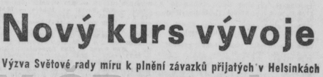 Nový kurs vývoje
Výzva Světové rady míru k plnění závazků přijatých v Helsinkách